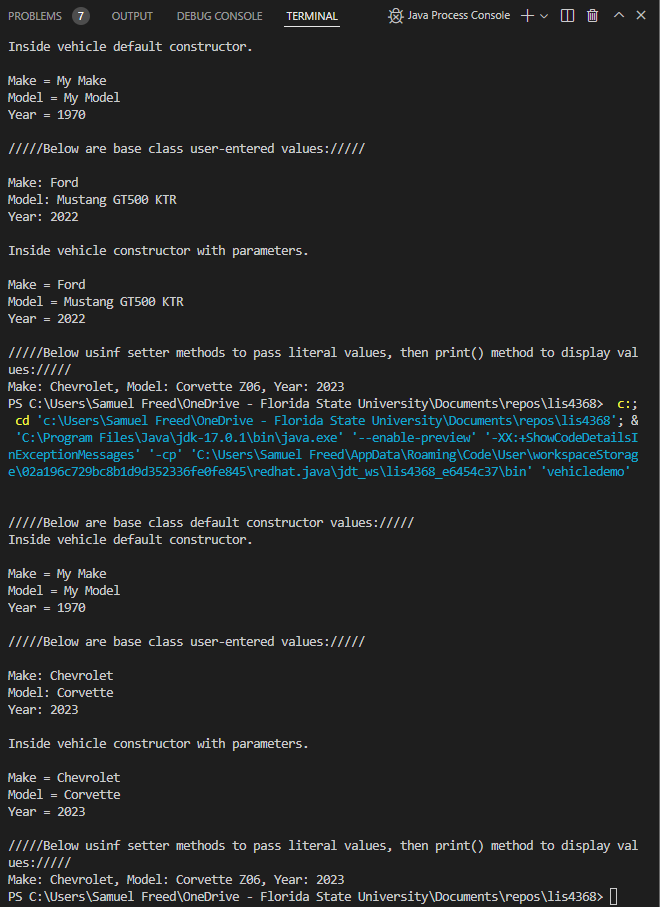 PROBLEMS 7 OUTPUT DEBUG CONSOLE TERMINAL Java Process Console
Inside vehicle default constructor.
Make = My Make
Model = My Model
Year = 1970
/////Below are base class user-entered values://///
Make: Ford
Model: Mustang GT500 KTR
Year: 2022
Inside vehicle constructor with parameters.
Make = Ford
Model = Mustang GT500 KTR
Year = 2022
/////Below usinf setter methods to pass literal values, then print() method to display val
ues://///
Make: Chevrolet, Model: Corvette Z06, Year: 2023
PS C:\Users\Samuel Freed\OneDrive - Florida State University\Documents\repos\lis4368>  c:;
 cd 'c:\Users\Samuel Freed\OneDrive - Florida State University\Documents\repos\lis4368'; &
 'C:\Program Files\Java\jdk-17.0.1\bin\java.exe' '--enable-preview' '-XX:+ShowCodeDetailsI
nExceptionMessages' '-cp' 'C:\Users\Samuel Freed\AppData\Roaming\Code\User\workspaceStorag
e\02a196c729bc8b1d9d352336fe0fe845\redhat.java\jdt_ws\lis4368_e6454c37\bin' 'vehicledemo'
/////Below are base class default constructor values://///
Inside vehicle default constructor.
Make = My Make
Model = My Model
Year = 1970
/////Below are base class user-entered values://///
Make: Chevrolet
Model: Corvette
Year: 2023
Inside vehicle constructor with parameters.
Make = Chevrolet
Model = Corvette
Year = 2023
/////Below usinf setter methods to pass literal values, then print() method to display val
ues://///
Make: Chevrolet, Model: Corvette Z06, Year: 2023
PS C:\Users\Samuel Freed\OneDrive - Florida State University\Documents\repos\lis4368>